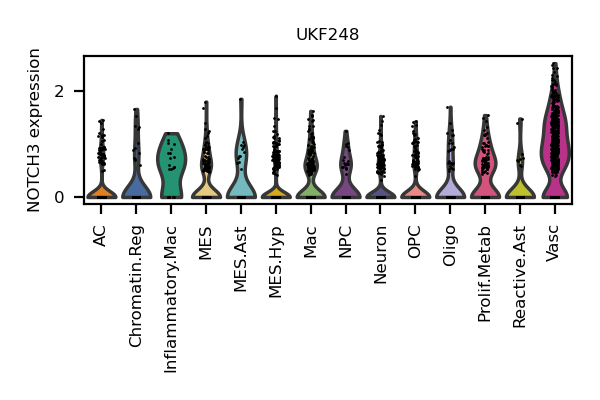 UKF248
NOTCH3 expression
2
0
AC
Chromatin.Reg
Inflammatory.Mac
MES
MES.Ast
MES.Hyp
Mac
NPC
Neuron
OPC
Oligo
Prolif.Metab
Reactive.Ast
Vasc